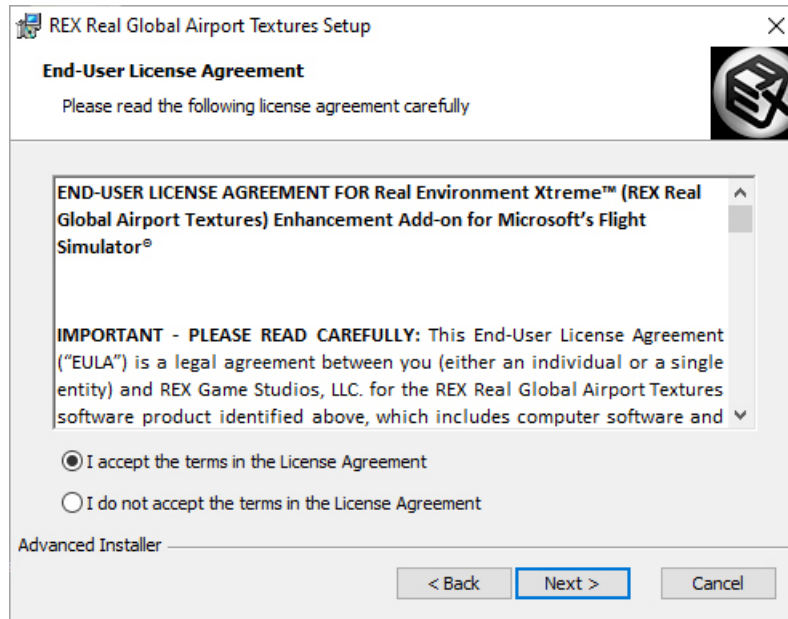 REX Real Global Airport Textures Setup
End-User License Agreement
Please read the following license agreement carefully
END-USER LICENSE AGREEMENT FOR Real Environment Xtreme™ (REX Real
Global Airport Textures) Enhancement Add-on for Microsoft’s Flight
Simulator®
IMPORTANT - PLEASE READ CAREFULLY: This End-User License Agreement
(“EULA”) is a legal agreement between you (either an individual or a single
entity) and REX Game Studios, LLC. for the REX Real Global Airport Textures
software product identified above, which includes computer software and
I accept the terms in the License Agreement
I do not accept the terms in the License Agreement
Advanced Installer
< Back Next > Cancel